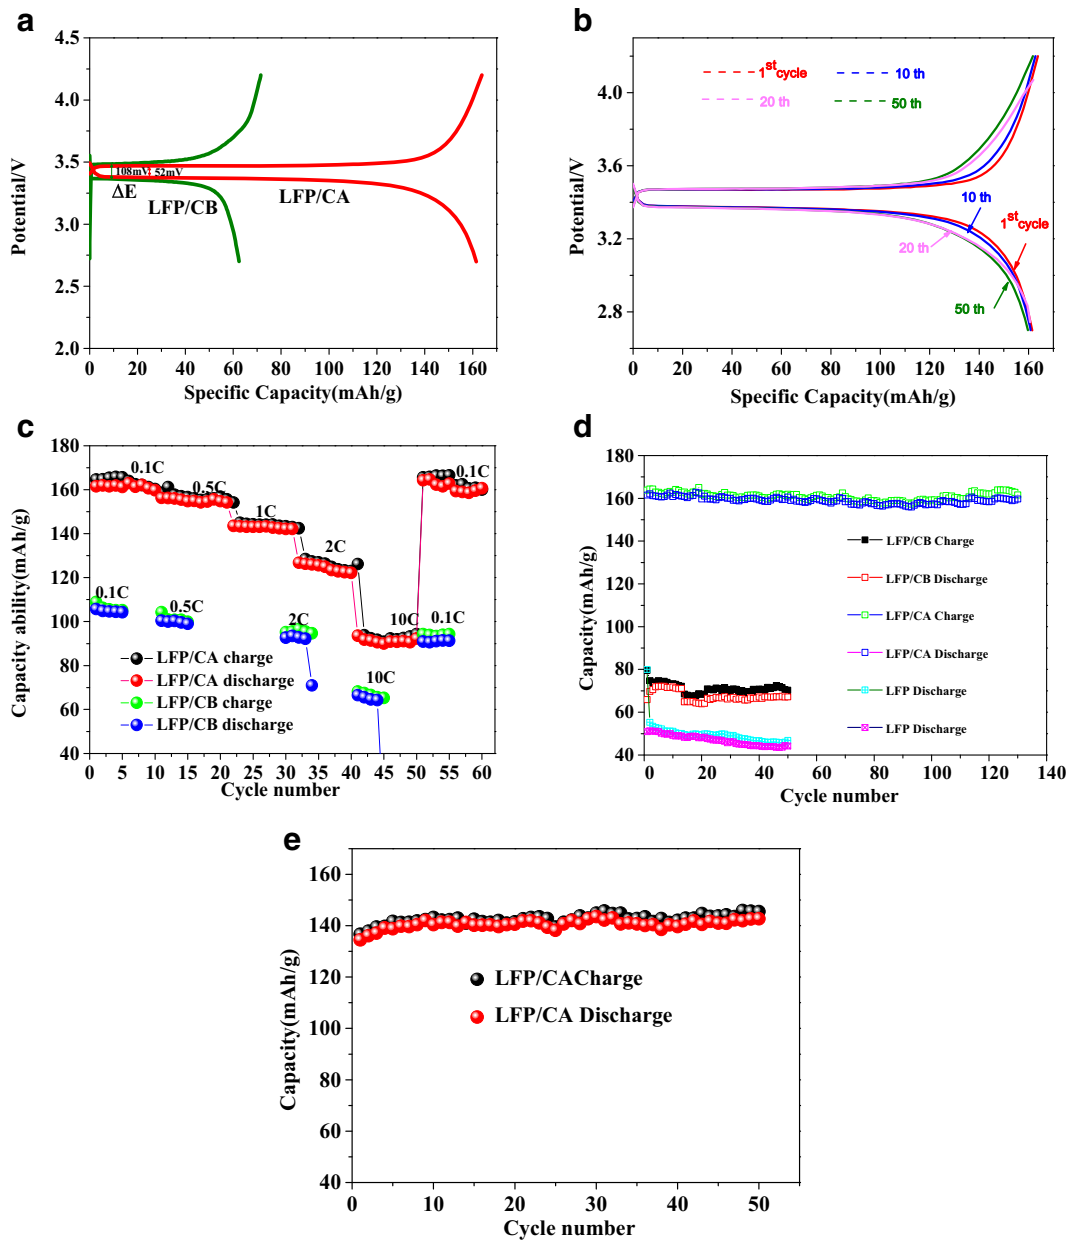 a
4.5
4.0
3.5
3.0
2.5
2.0
Potential/V
108mV 52mV
ΔE
LFP/CB
LFP/CA
0 20 40 60 80 100 120 140 160
Specific Capacity(mAh/g)
b
4.0
3.6
3.2
2.8
Potential/V
1st cycle
10 th
20 th
50 th
10 th
1st cycle
20 th
50 th
0 20 40 60 80 100 120 140 160
Specific Capacity(mAh/g)
c
180
160
140
120
100
80
60
40
Capacity ability(mAh/g)
0.1C
0.5C
1C
2C
10C
0.1C
0.1C
0.5C
2C
10C
0.1C
LFP/CA charge
LFP/CA discharge
LFP/CB charge
LFP/CB discharge
0 5 10 15 20 25 30 35 40 45 50 55 60
Cycle number
d
180
160
140
120
100
80
60
40
Capacity(mAh/g)
LFP/CB Charge
LFP/CB Discharge
LFP/CA Charge
LFP/CA Discharge
LFP Discharge
LFP Discharge
0 20 40 60 80 100 120 140
Cycle number
e
160
140
120
100
80
60
40
Capacity(mAh/g)
LFP/CACharge
LFP/CA Discharge
0 10 20 30 40 50
Cycle number